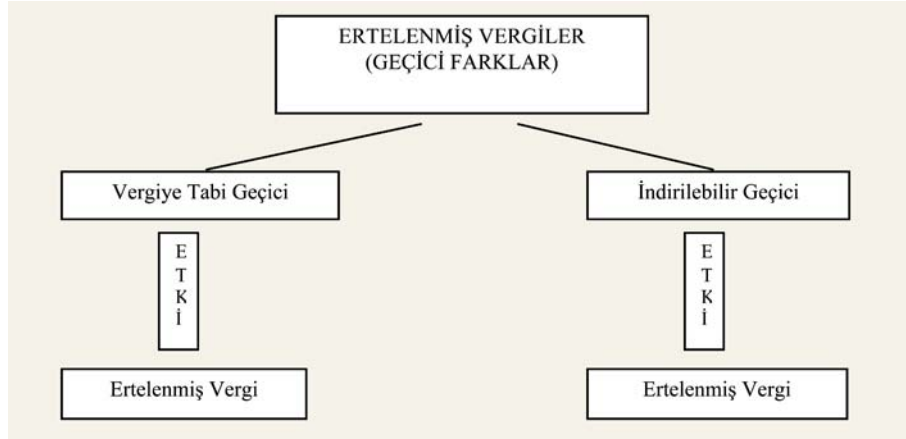 ERTELENMİŞ VERGİLER
(GEÇİCİ FARKLAR)
Vergiye Tabi Geçici
İndirilebilir Geçici
E
T
K
İ
E
T
K
İ
Ertelenmiş Vergi
Ertelenmiş Vergi